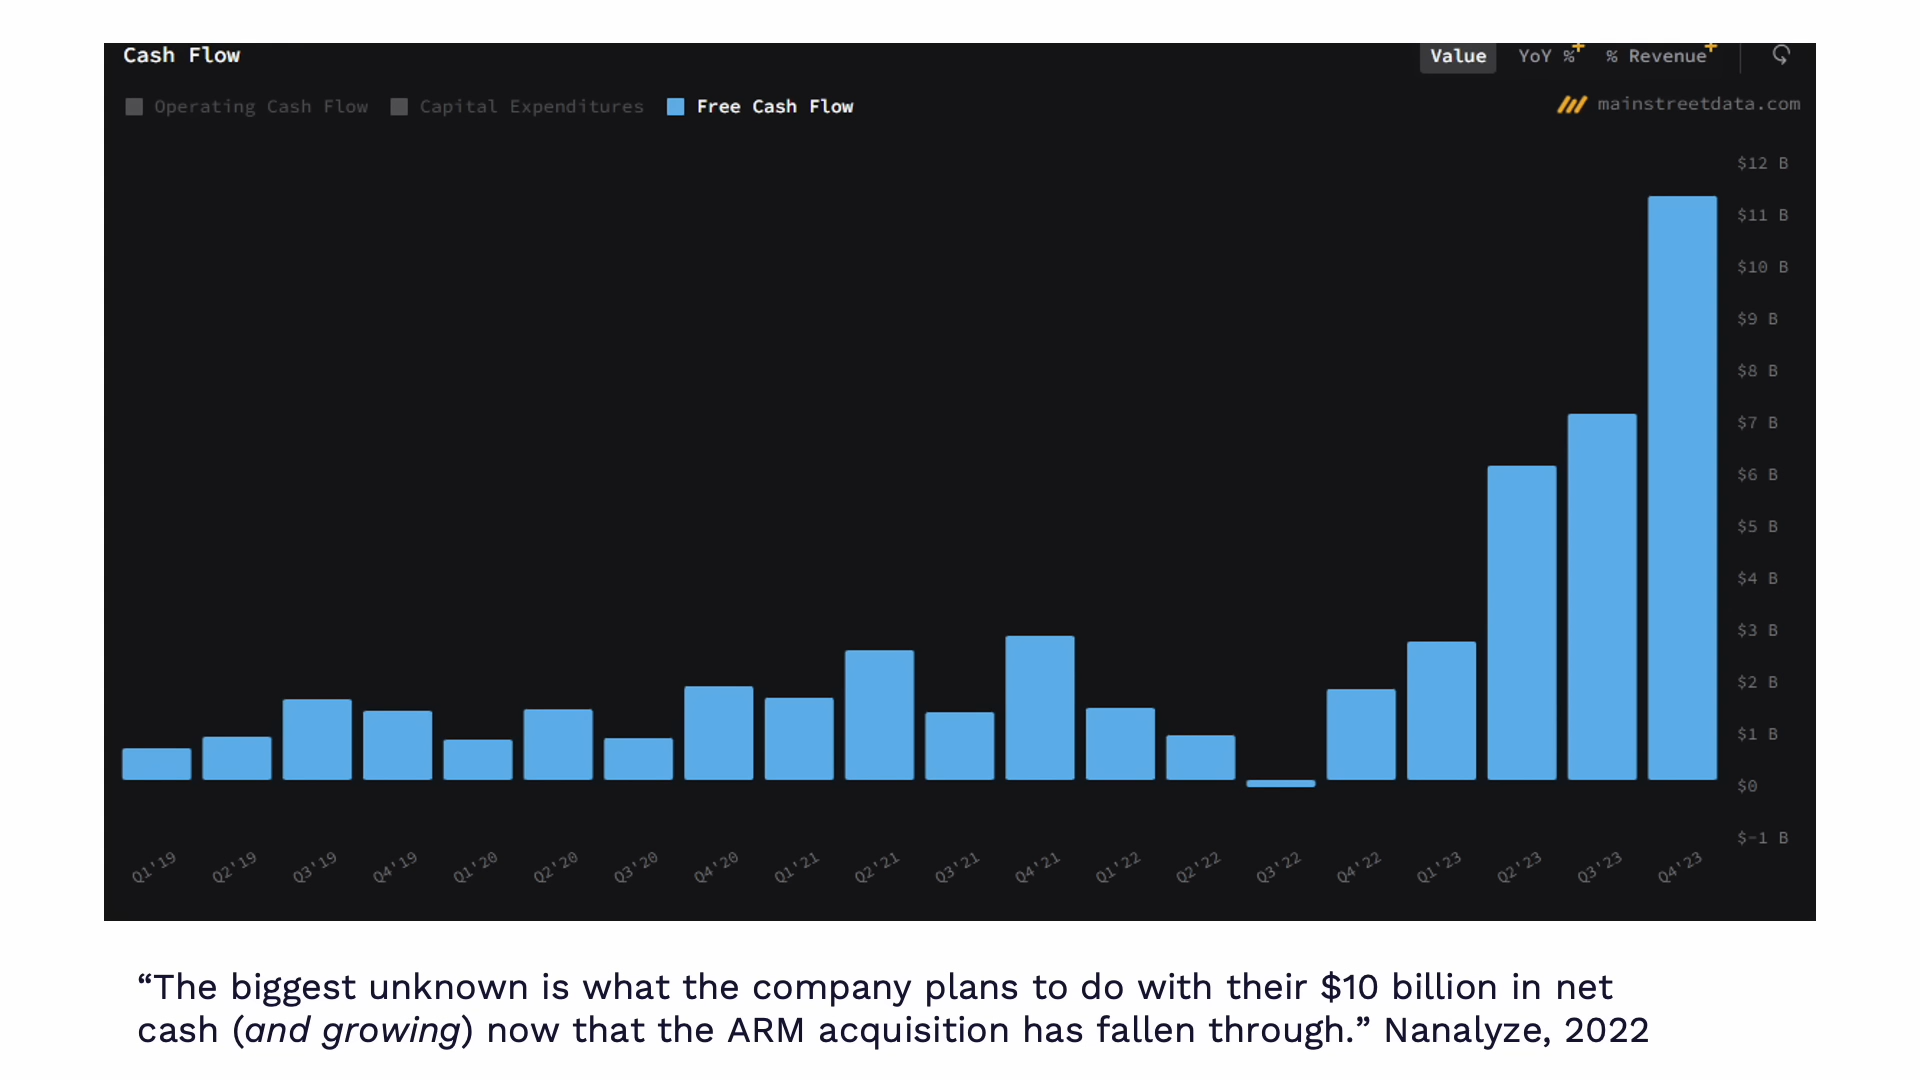 Cash Flow
Value YoY %+ % Revenue+
Operating Cash Flow Capital Expenditures Free Cash Flow
mainstreetdata.com
$12 B
$11 B
$10 B
$9 B
$8 B
$7 B
$6 B
$5 B
$4 B
$3 B
$2 B
$1 B
$0
$-1 B
Q1'19 Q2'19 Q3'19 Q4'19 Q1'20 Q2'20 Q3'20 Q4'20 Q1'21 Q2'21 Q3'21 Q4'21 Q1'22 Q2'22 Q3'22 Q4'22 Q1'23 Q2'23 Q3'23 Q4'23
“The biggest unknown is what the company plans to do with their $10 billion in net
cash (and growing) now that the ARM acquisition has fallen through.” Nanalyze, 2022